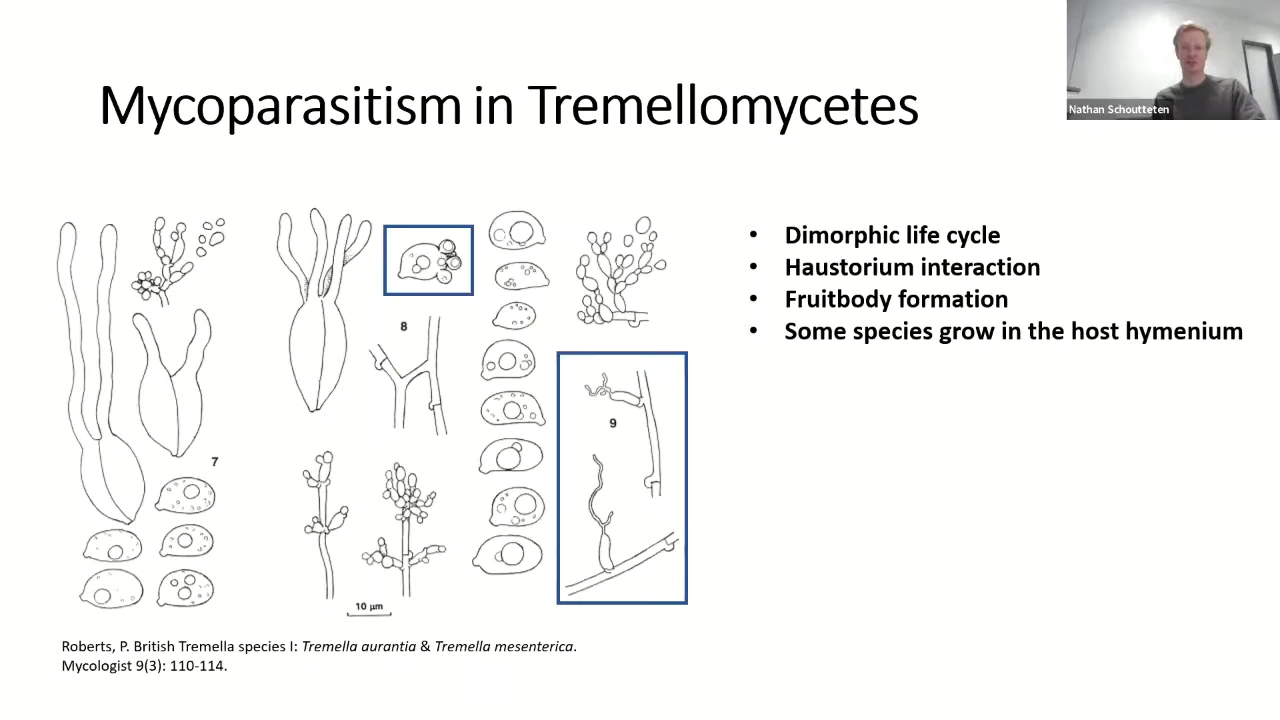 Nathan Schoutteten
Mycoparasitism in Tremellomycetes
• Dimorphic life cycle
• Haustorium interaction
• Fruitbody formation
• Some species grow in the host hymenium
8
9
7
10 µm
Roberts, P. British Tremella species I: Tremella aurantia & Tremella mesenterica.
Mycologist 9(3): 110-114.